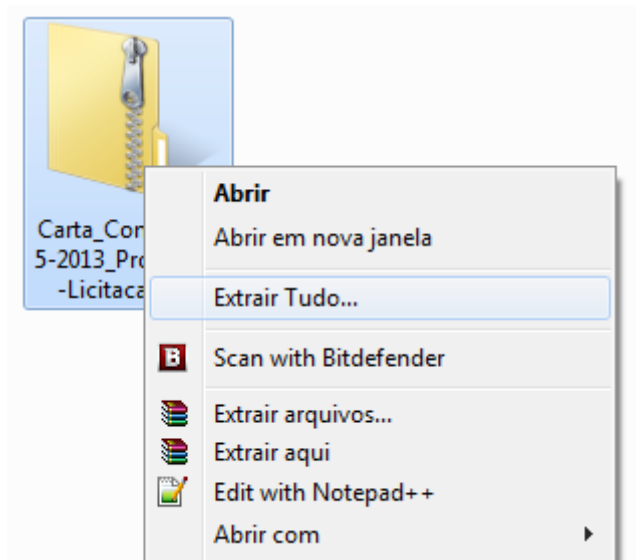 Carta_Con
5-2013_Pro
-Licitaca
Abrir
Abrir em nova janela
Extrair Tudo...
Scan with Bitdefender
Extrair arquivos...
Extrair aqui
Edit with Notepad++
Abrir com